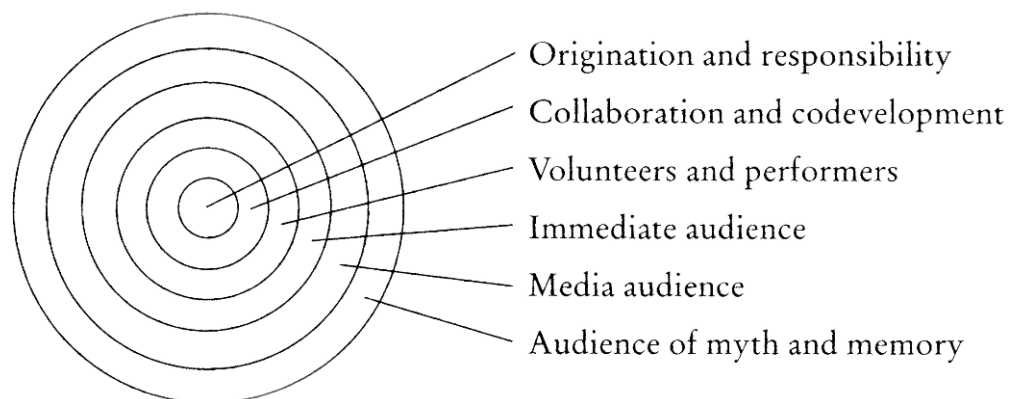 Origination and responsibility
Collaboration and codevelopment
Volunteers and performers
Immediate audience
Media audience
Audience of myth and memory